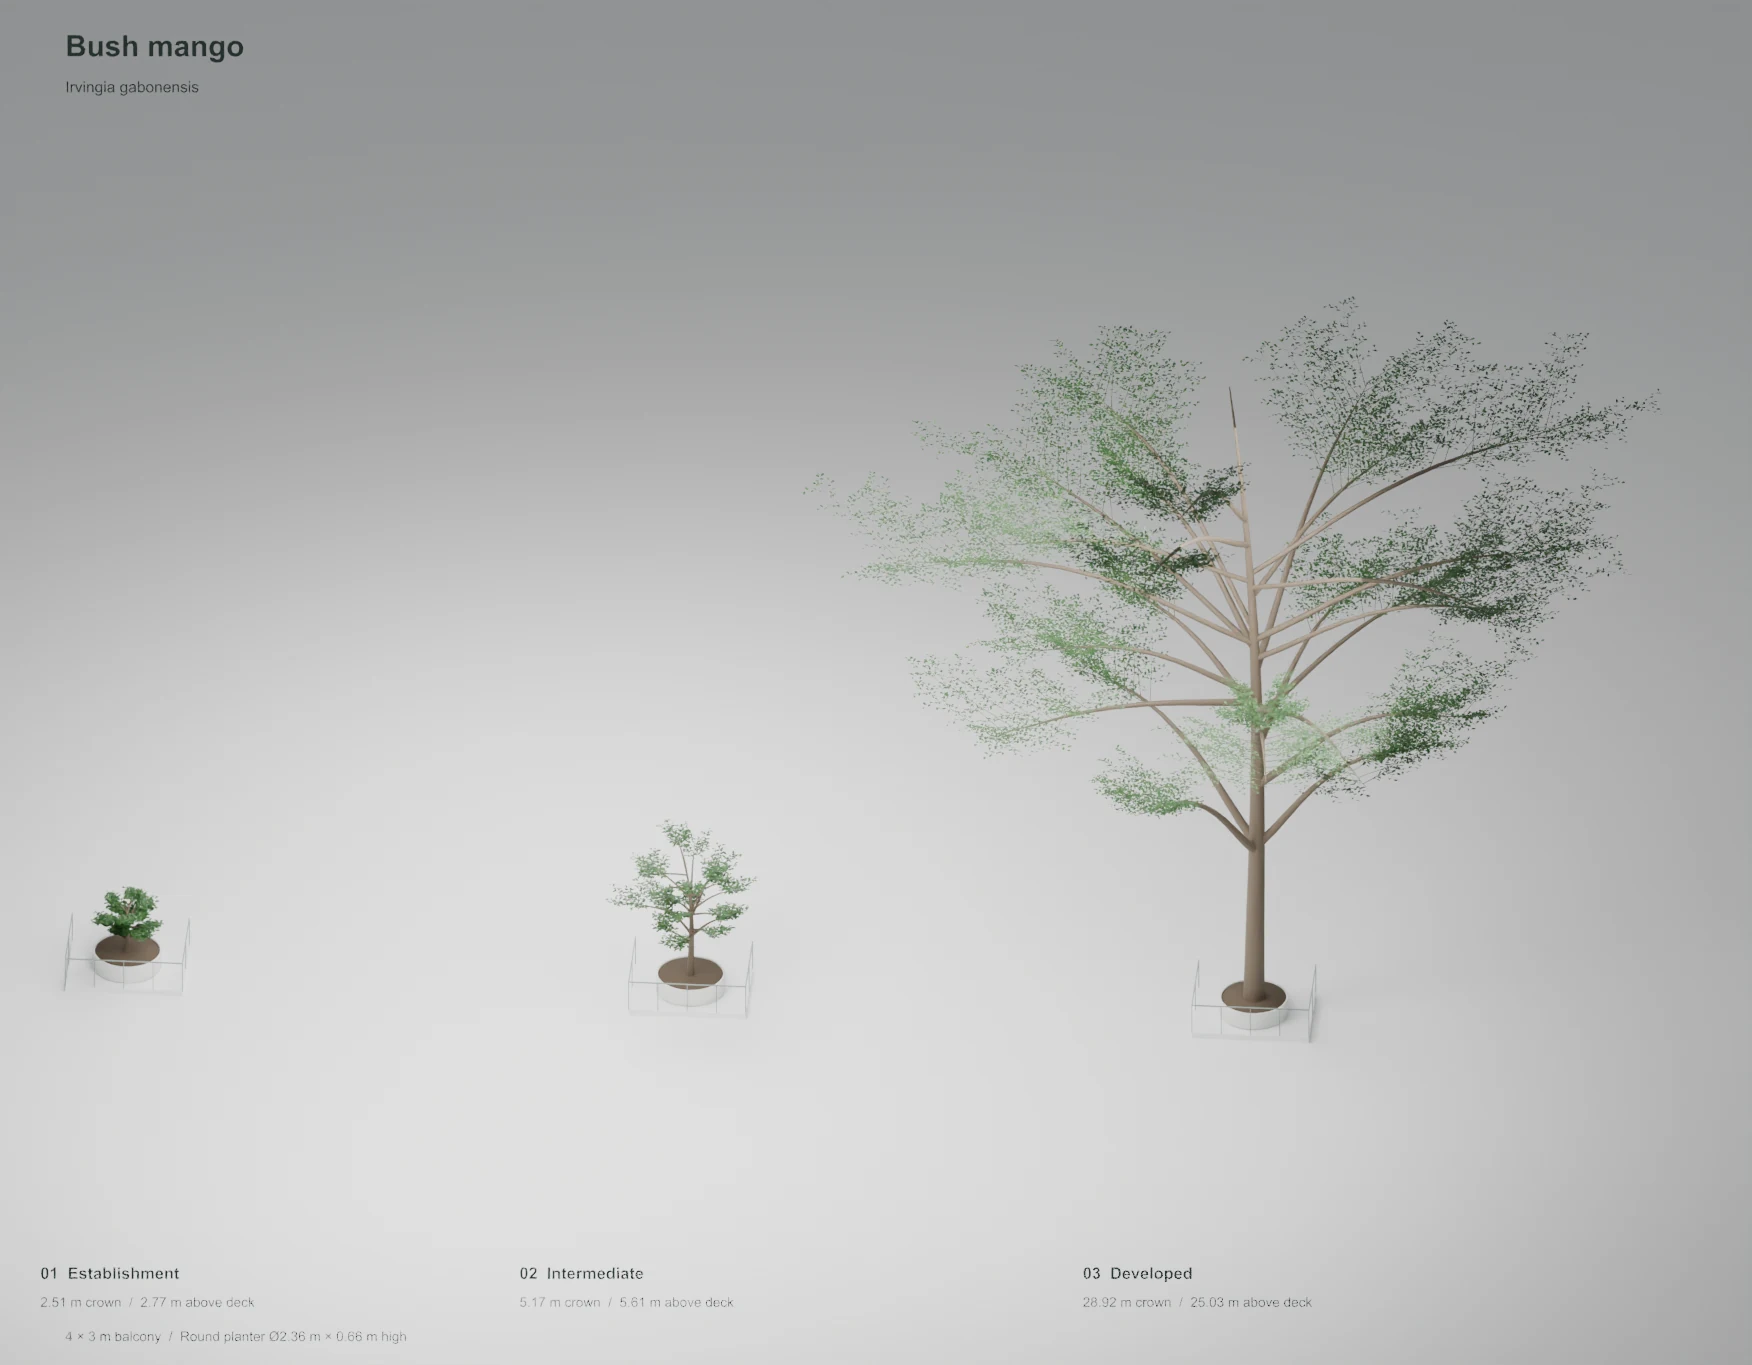 Bush mango
Irvingia gabonensis
01 Establishment
2.51 m crown / 2.77 m above deck
02 Intermediate
5.17 m crown / 5.61 m above deck
03 Developed
28.92 m crown / 25.03 m above deck
4 × 3 m balcony / Round planter Ø2.36 m × 0.66 m high